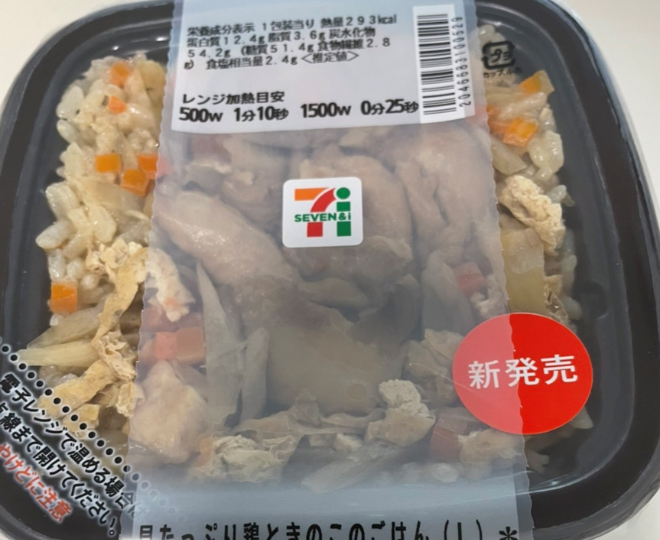 栄養成分表示 1包装当り 熱量293kcal
蛋白質12.4g 脂質3.6g 炭水化物
54.2g (糖質51.4g 食物繊維2.8
g) 食塩相当量2.4g <推定値>
レンジ加熱目安
500W 1分10秒 1500W 0分25秒
SEVEN&i
新発売
電子レンジで温める場合
線まで開けてください。
やけどに注意
具たっぷり鶏ときのこのごはん(1)*